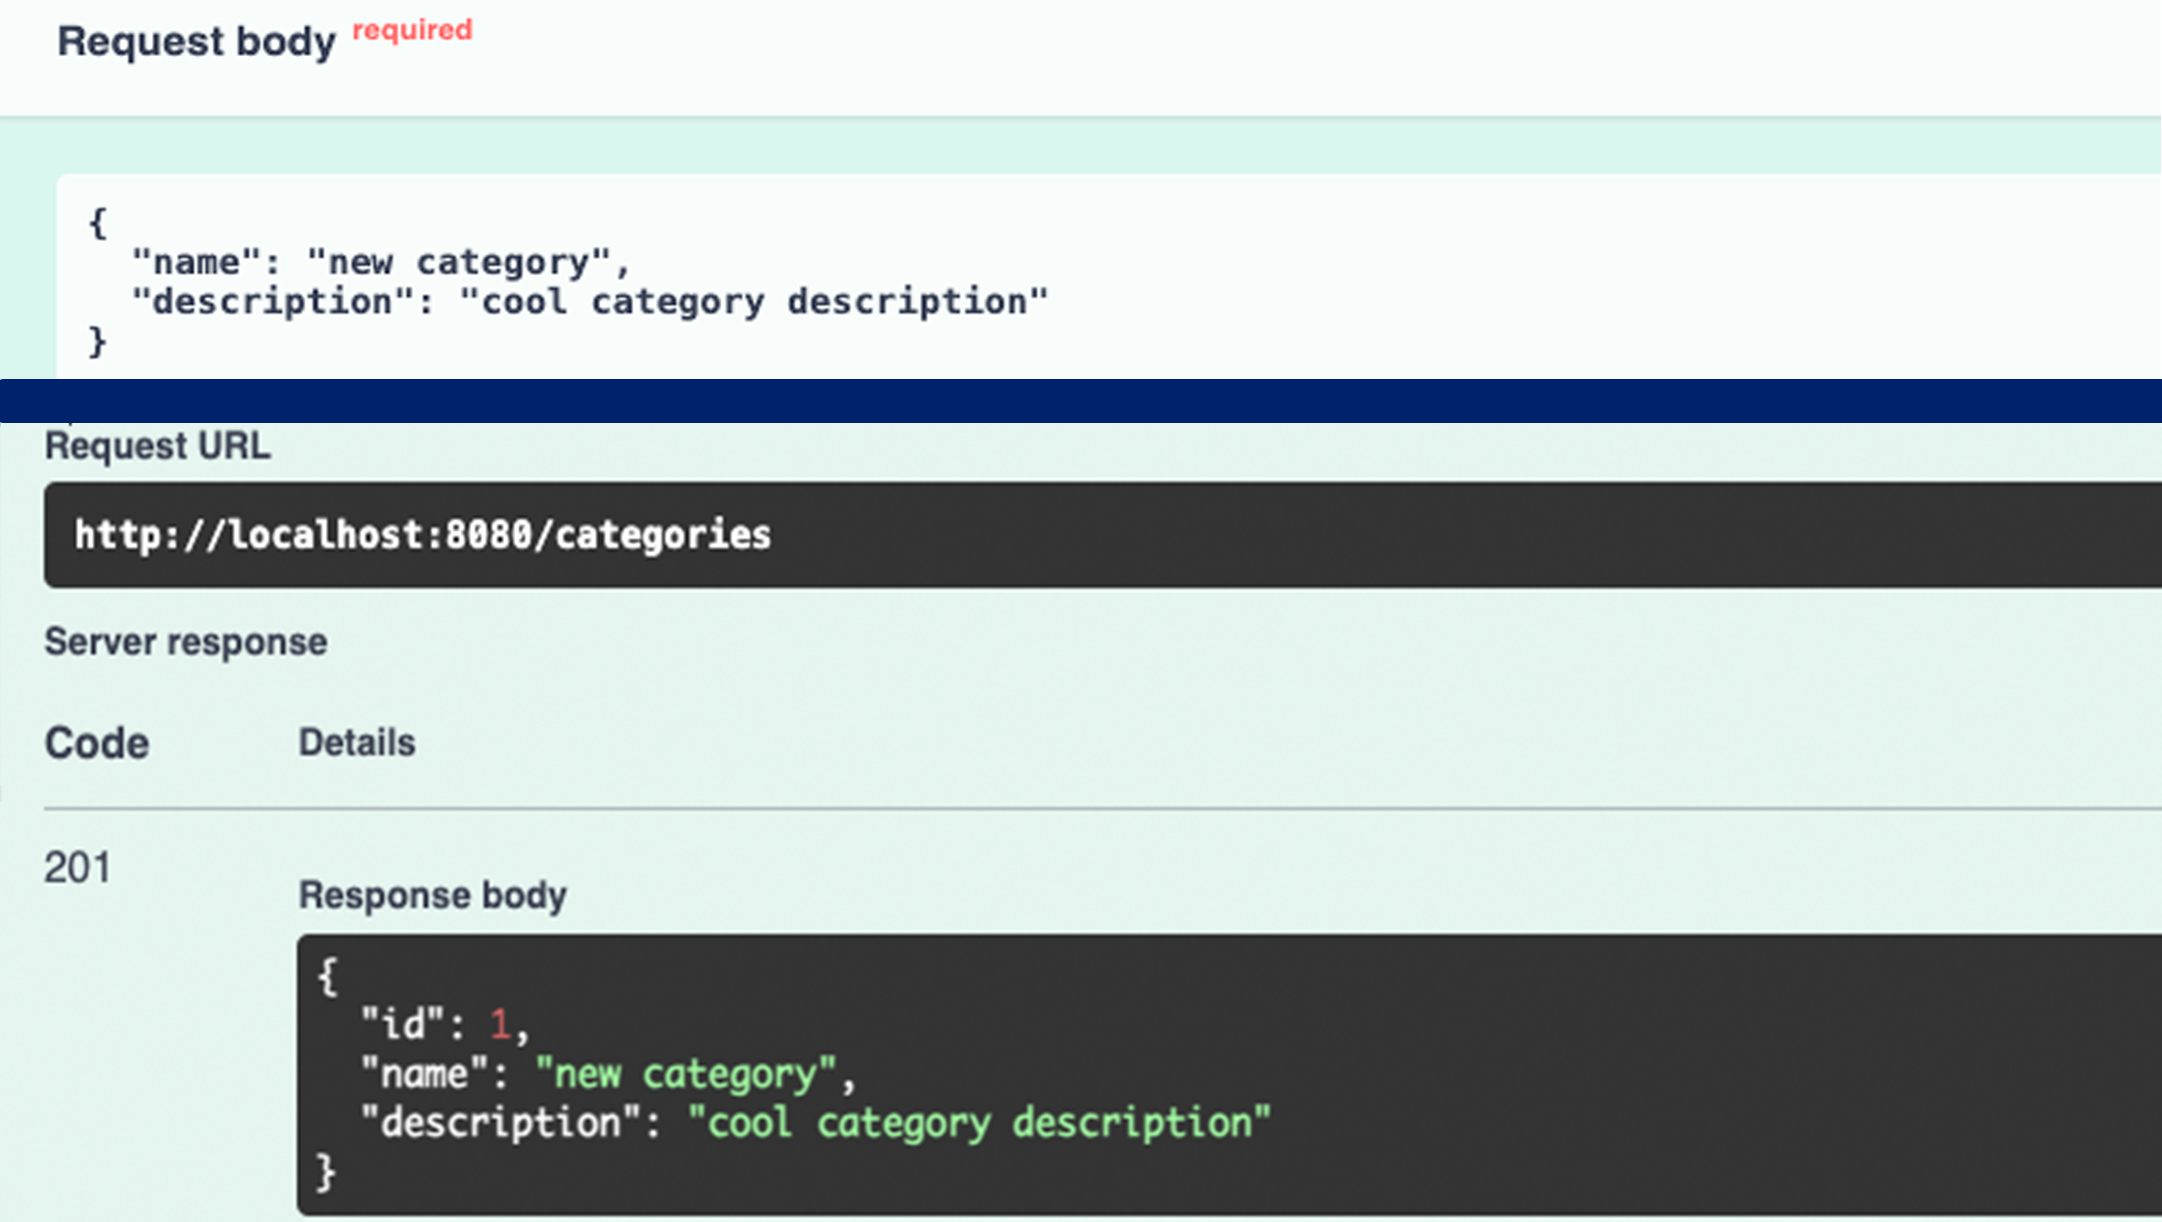 Request body required
{
  "name": "new category",
  "description": "cool category description"
}
Request URL
http://localhost:8080/categories
Server response
Code Details
201
Response body
{
  "id": 1,
  "name": "new category",
  "description": "cool category description"
}